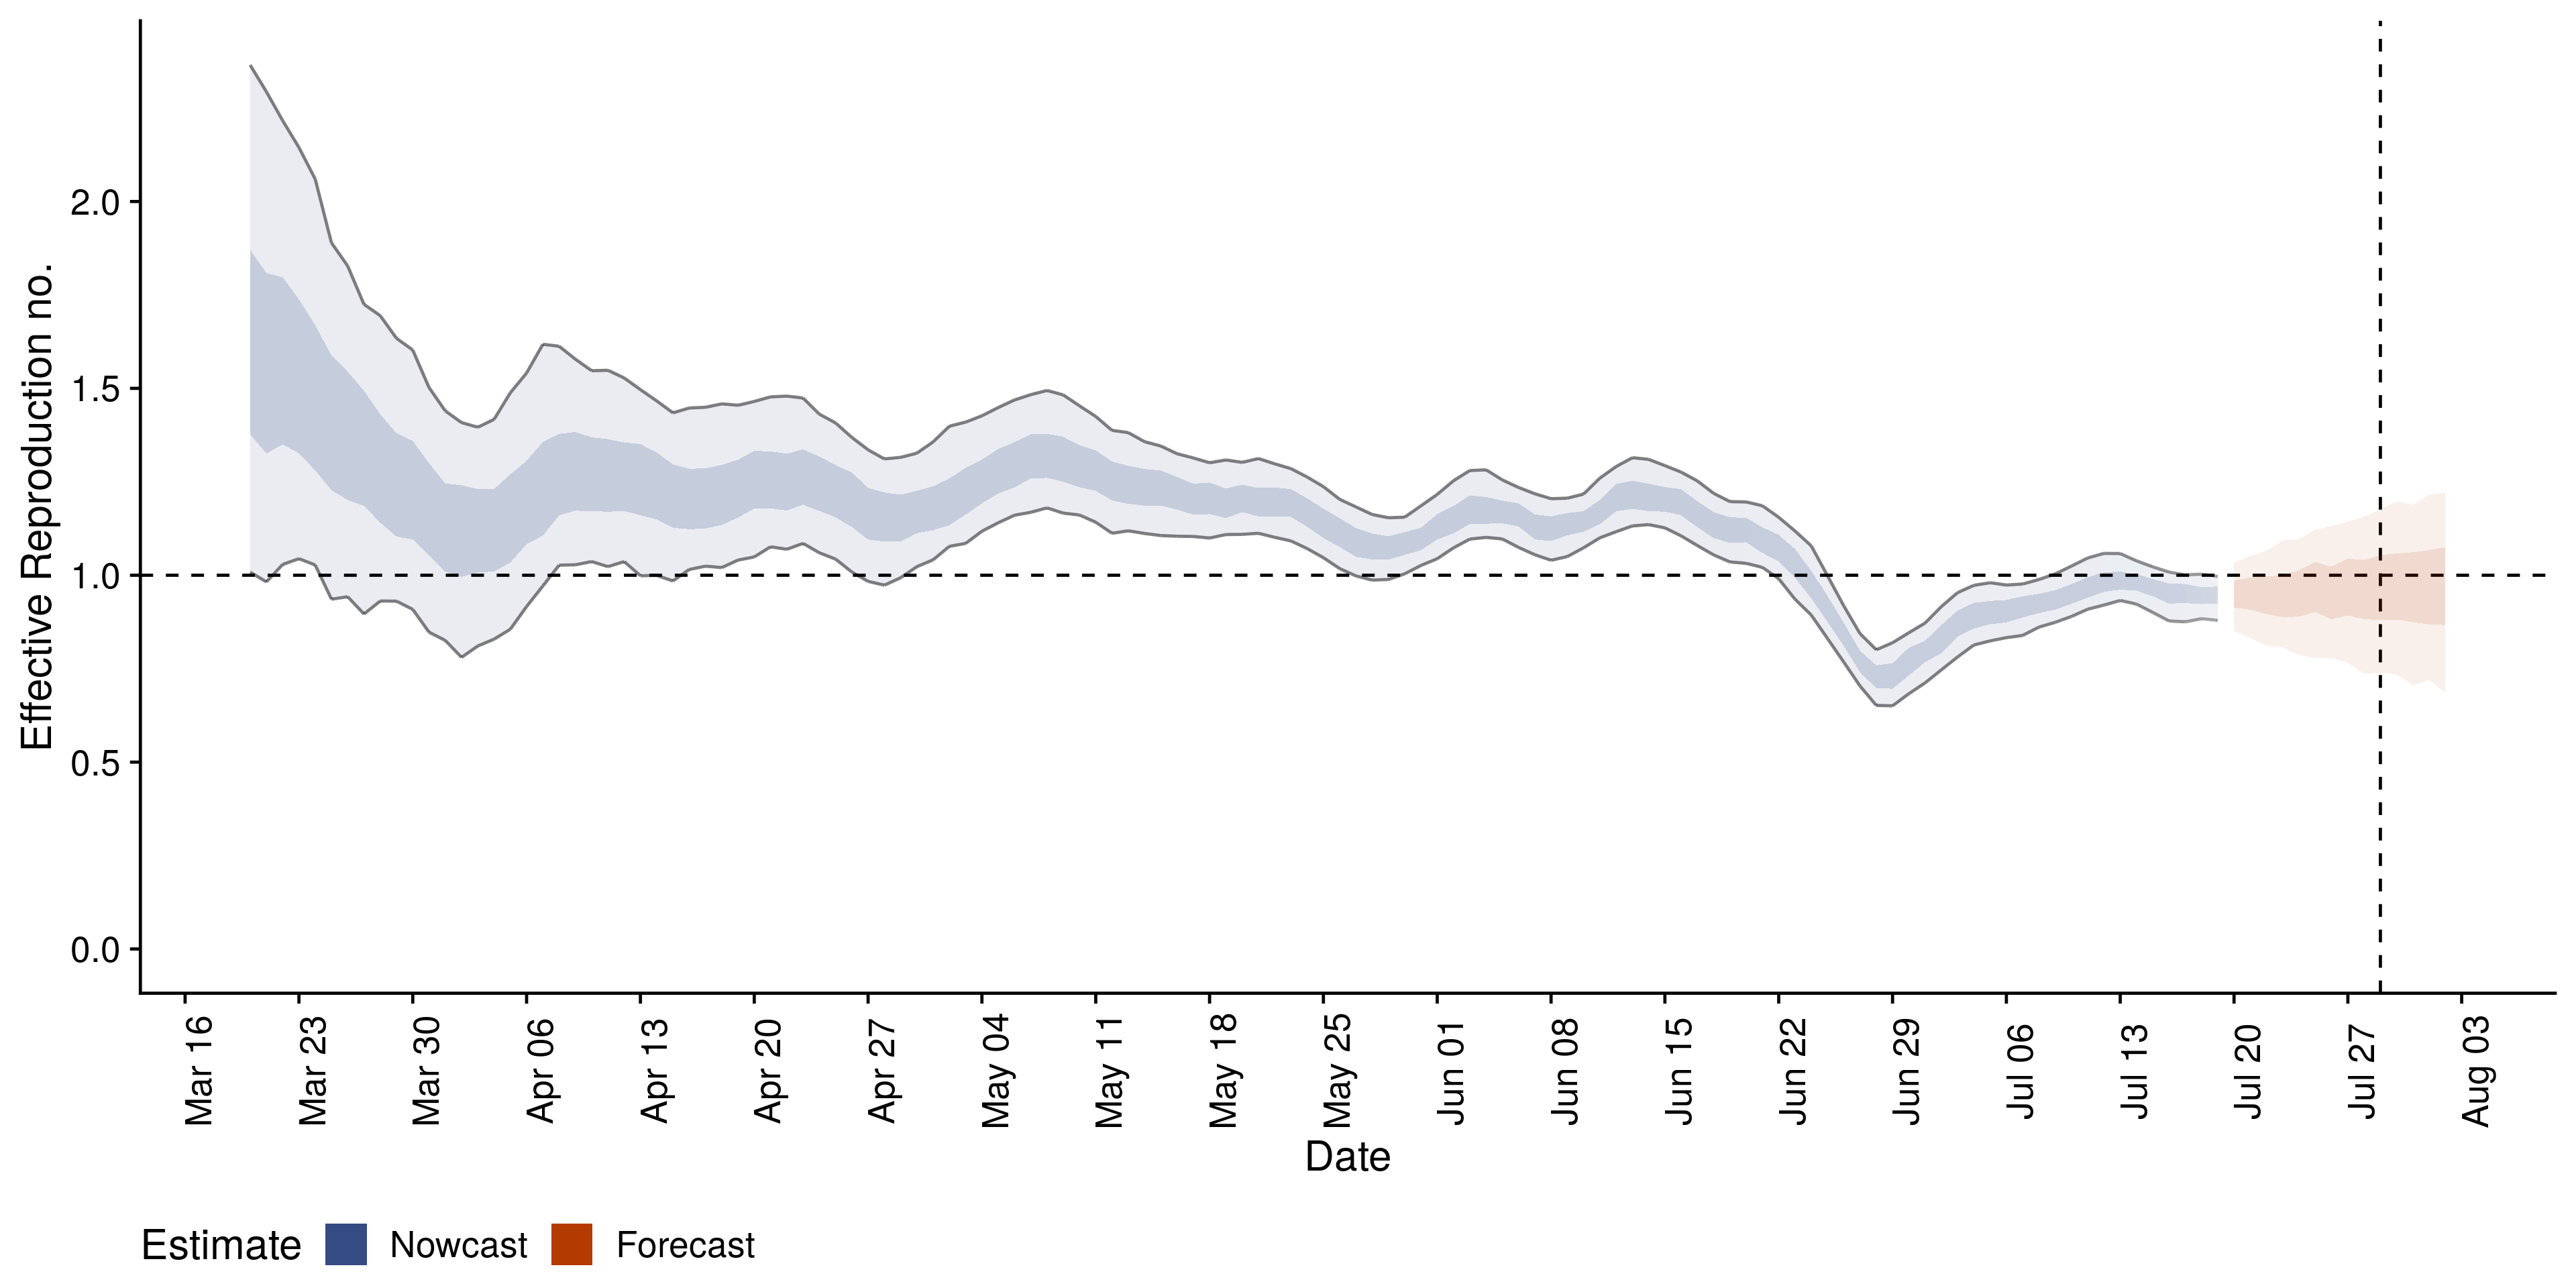 Effective Reproduction no.
2.0
1.5
1.0
0.5
0.0
Mar 16
Mar 23
Mar 30
Apr 06
Apr 13
Apr 20
Apr 27
May 04
May 11
May 18
May 25
Jun 01
Jun 08
Jun 15
Jun 22
Jun 29
Jul 06
Jul 13
Jul 20
Jul 27
Aug 03
Date
Estimate Nowcast Forecast